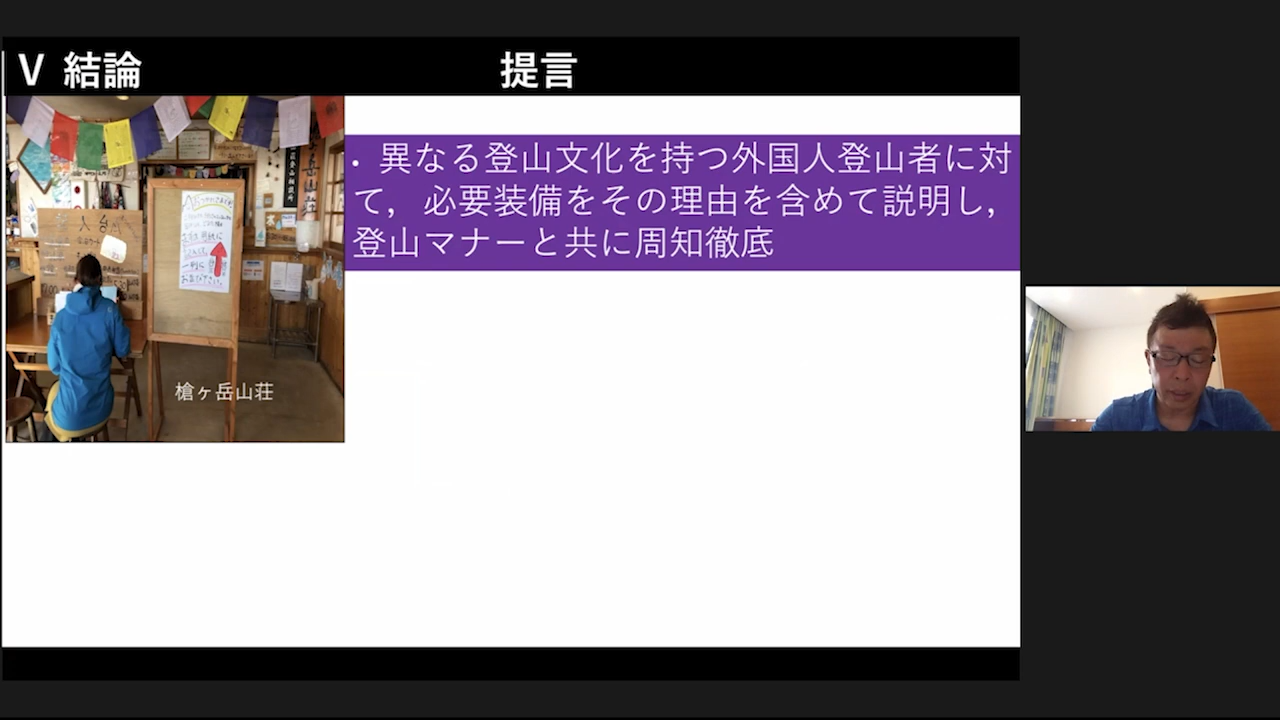 Ⅴ 結論
提言
・異なる登山文化を持つ外国人登山者に対
て，必要装備をその理由を含めて説明し，
登山マナーと共に周知徹底
槍ヶ岳山荘